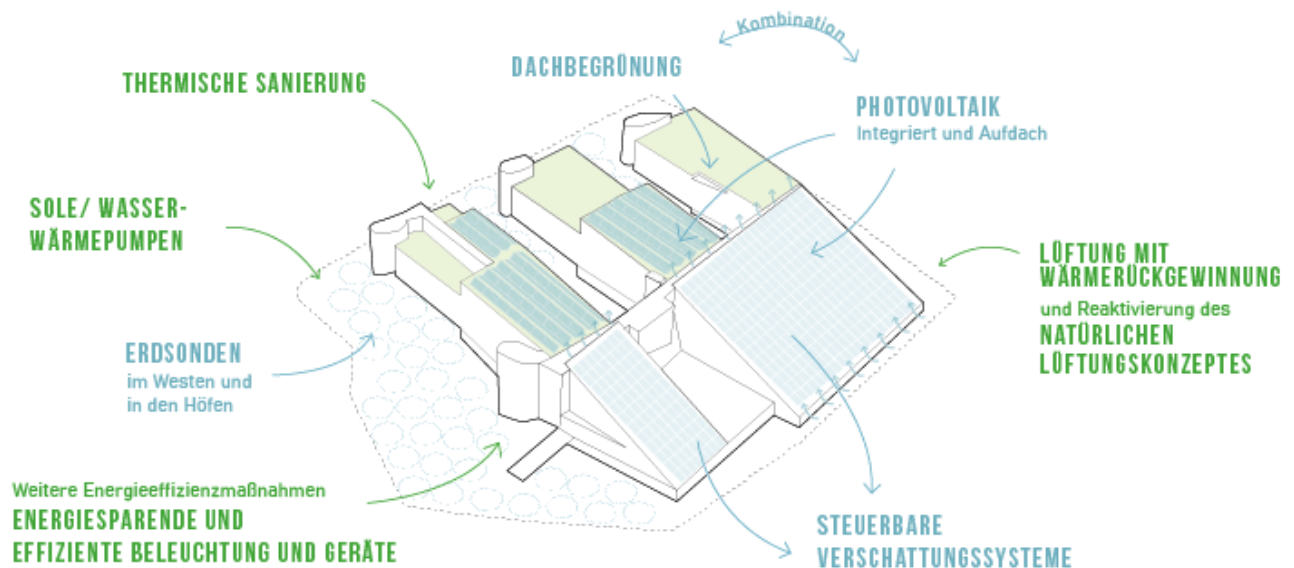 Kombination
DACHBEGRÜNUNG
THERMISCHE SANIERUNG
PHOTOVOLTAIK
Integriert und Aufdach
SOLE/ WASSER-
WÄRMEPUMPEN
LÜFTUNG MIT
WÄRMERÜCKGEWINNUNG
und Reaktivierung des
NATÜRLICHEN
LÜFTUNGSKONZEPTES
ERDSONDEN
im Westen und
in den Höfen
Weitere Energieeffizienzmaßnahmen
ENERGIESPARENDE UND
EFFIZIENTE BELEUCHTUNG UND GERÄTE
STEUERBARE
VERSCHATTUNGSSYSTEME